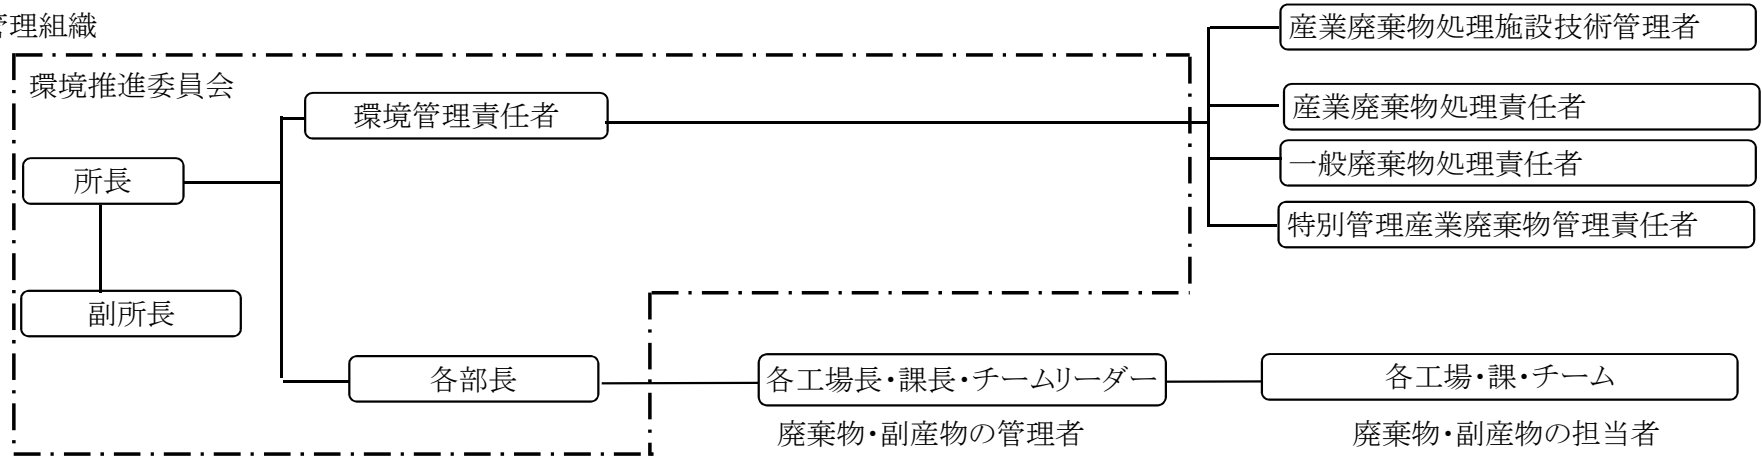 管理組織
産業廃棄物処理施設技術管理者
環境推進委員会
環境管理責任者
産業廃棄物処理責任者
一般廃棄物処理責任者
所長
特別管理産業廃棄物管理責任者
副所長
各部長
各工場長・課長・チームリーダー
各工場・課・チーム
廃棄物・副産物の管理者
廃棄物・副産物の担当者